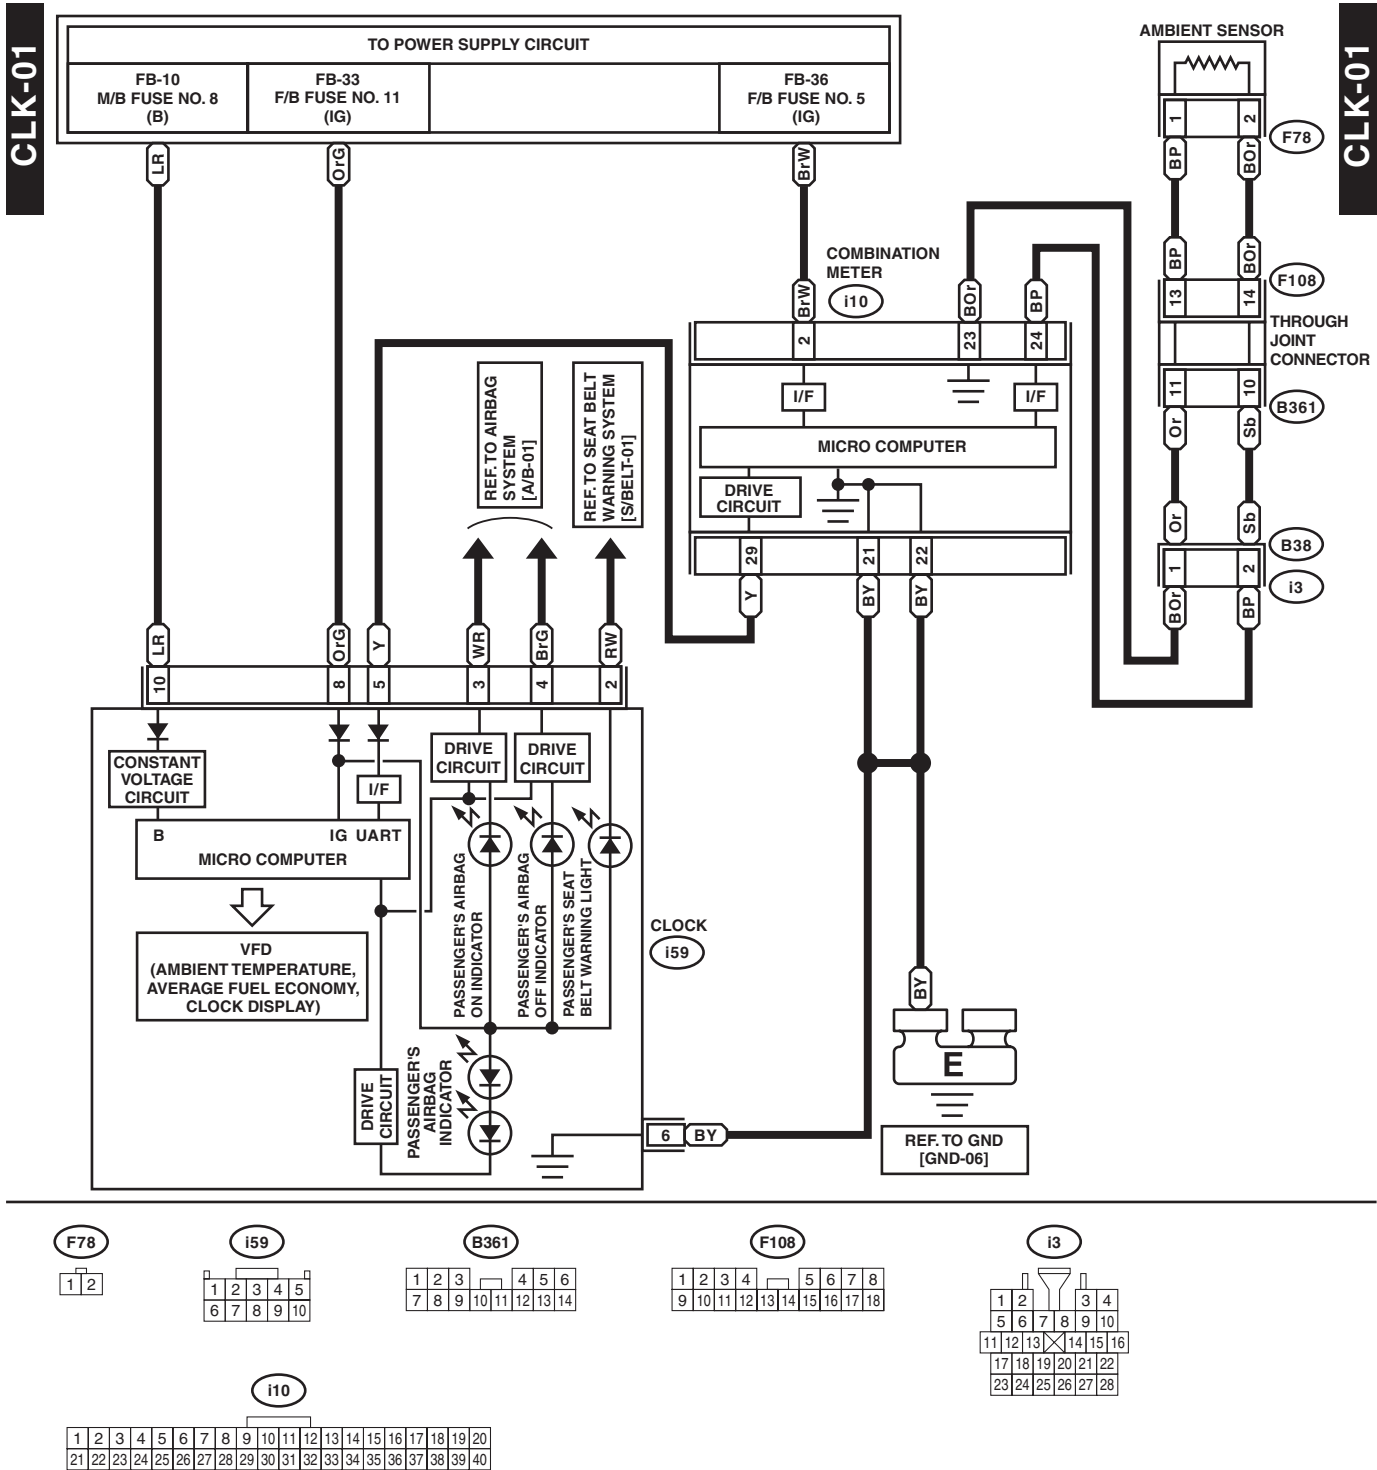 CLK-01
CLK-01
TO POWER SUPPLY CIRCUIT
FB-10
M/B FUSE NO. 8
(B)
FB-33
F/B FUSE NO. 11
(IG)
FB-36
F/B FUSE NO. 5
(IG)
LR
OrG
BrW
AMBIENT SENSOR
1
2
F78
BP
BOr
BP
BOr
13
14
F108
THROUGH
JOINT
CONNECTOR
11
10
B361
Or
Sb
Or
Sb
B38
1
2
i3
BOr
BP
COMBINATION
METER
i10
BrW
BOr
BP
2
23
24
I/F
I/F
MICRO COMPUTER
DRIVE
CIRCUIT
29
21
22
Y
BY
BY
REF. TO AIRBAG
SYSTEM
[A/B-01]
REF. TO SEAT BELT
WARNING SYSTEM
[S/BELT-01]
LR
OrG
Y
WR
BrG
RW
10
8
5
3
4
2
CONSTANT
VOLTAGE
CIRCUIT
I/F
DRIVE
CIRCUIT
DRIVE
CIRCUIT
B
IG
UART
MICRO COMPUTER
VFD
(AMBIENT TEMPERATURE,
AVERAGE FUEL ECONOMY,
CLOCK DISPLAY)
PASSENGER'S AIRBAG
ON INDICATOR
PASSENGER'S AIRBAG
OFF INDICATOR
PASSENGER'S SEAT
BELT WARNING LIGHT
CLOCK
i59
DRIVE
CIRCUIT
PASSENGER'S
AIRBAG
INDICATOR
6
BY
BY
E
REF. TO GND
[GND-06]
F78
1 2
i59
1 2 3 4 5
6 7 8 9 10
B361
1 2 3 4 5 6
7 8 9 10 11 12 13 14
F108
1 2 3 4 5 6 7 8
9 10 11 12 13 14 15 16 17 18
i3
1 2 3 4
5 6 7 8 9 10
11 12 13 14 15 16
17 18 19 20 21 22
23 24 25 26 27 28
i10
1 2 3 4 5 6 7 8 9 10 11 12 13 14 15 16 17 18 19 20
21 22 23 24 25 26 27 28 29 30 31 32 33 34 35 36 37 38 39 40